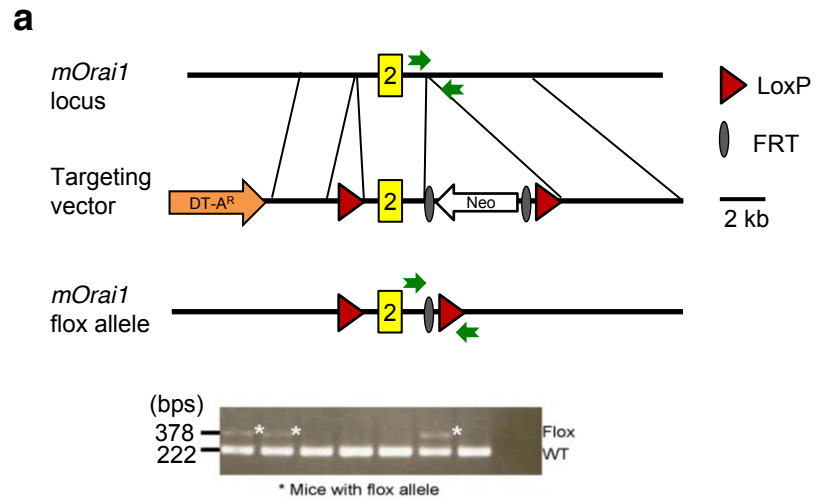 a
mOrai1
locus
2
LoxP
FRT
2 kb
Targeting
vector
DT-Aᴿ
2
Neo
mOrai1
flox allele
2
(bps)
378
222
* *
*
Flox
WT
* Mice with flox allele